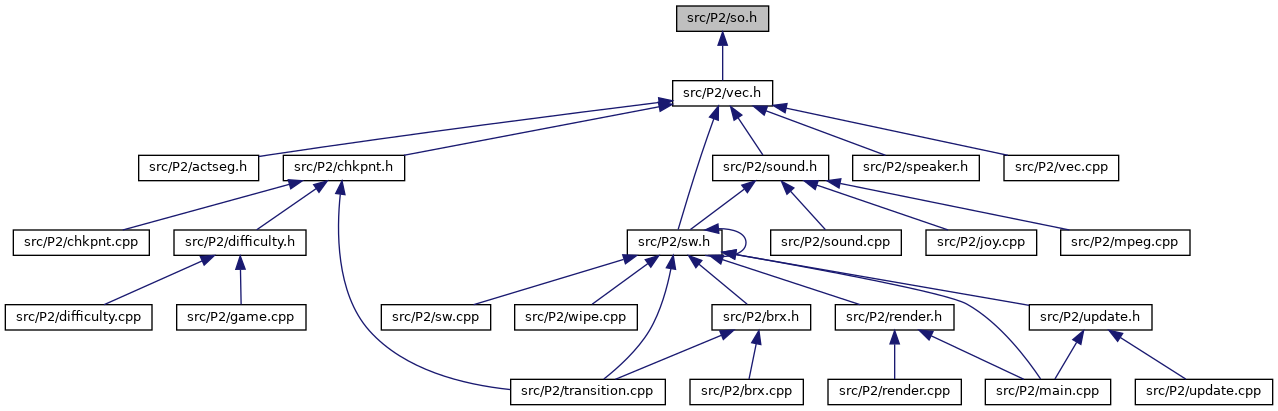 src/P2/so.h
src/P2/vec.h
src/P2/actseg.h
src/P2/chkpnt.h
src/P2/sound.h
src/P2/speaker.h
src/P2/vec.cpp
src/P2/chkpnt.cpp
src/P2/difficulty.h
src/P2/sw.h
src/P2/sound.cpp
src/P2/joy.cpp
src/P2/mpeg.cpp
src/P2/difficulty.cpp
src/P2/game.cpp
src/P2/sw.cpp
src/P2/wipe.cpp
src/P2/brx.h
src/P2/render.h
src/P2/update.h
src/P2/transition.cpp
src/P2/brx.cpp
src/P2/render.cpp
src/P2/main.cpp
src/P2/update.cpp